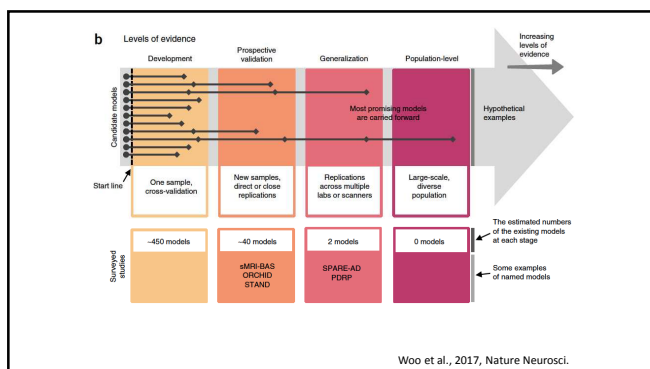 b
Levels of evidence
Increasing
levels of
evidence
Development
Prospective
validation
Generalization
Population-level
Candidate models
Most promising models
are carried forward
Hypothetical
examples
Start line
One sample,
cross-validation
New samples,
direct or close
replications
Replications
across multiple
labs or scanners
Large-scale,
diverse
population
The estimated numbers
of the existing models
at each stage
Surveyed
studies
~450 models
~40 models
2 models
0 models
sMRI-BAS
ORCHID
STAND
SPARE-AD
PDRP
Some examples
of named models
Woo et al., 2017, Nature Neurosci.